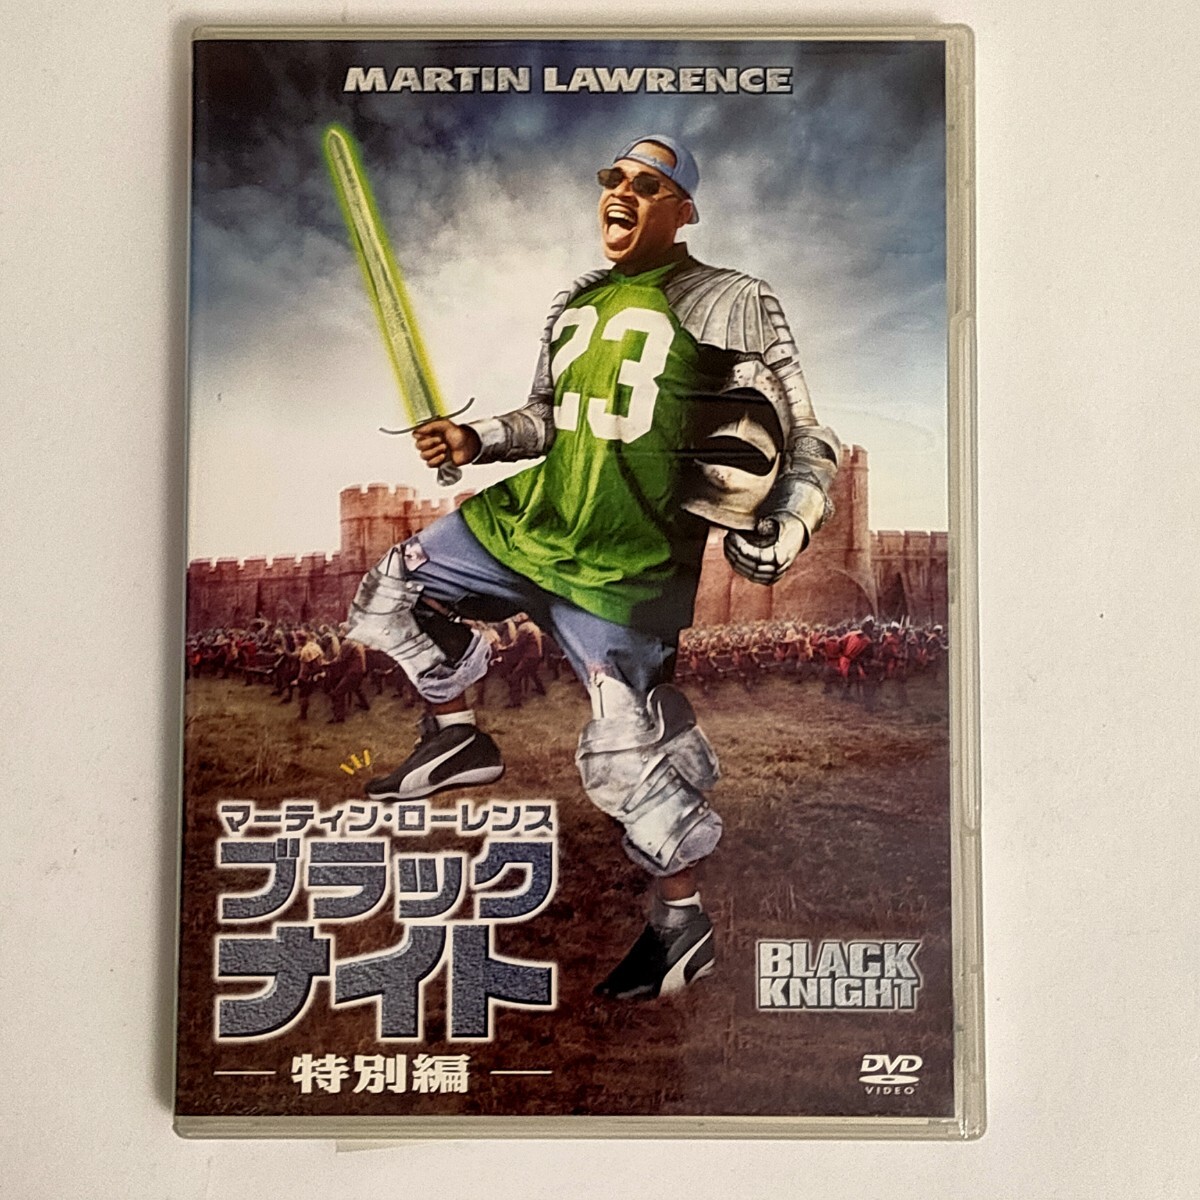 MARTIN LAWRENCE
23
マーティン・ローレンス
ブラック
ナイト
特別編
BLACK
KNIGHT
DVD
VIDEO